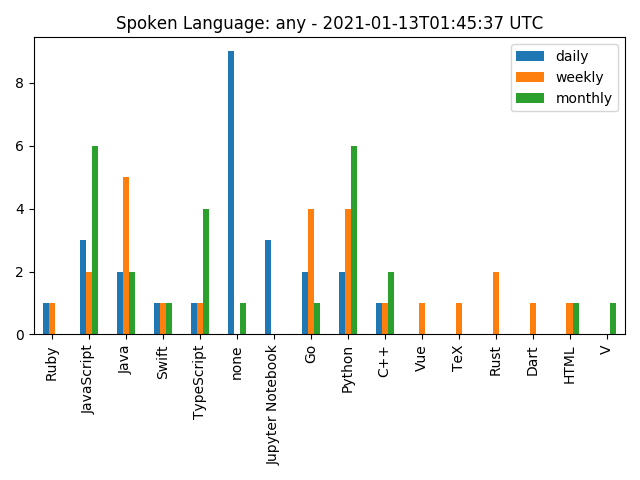 Spoken Language: any - 2021-01-13T01:45:37 UTC
daily
weekly
monthly
8
6
4
2
0
Ruby
JavaScript
Java
Swift
TypeScript
none
Jupyter Notebook
Go
Python
C++
Vue
TeX
Rust
Dart
HTML
V